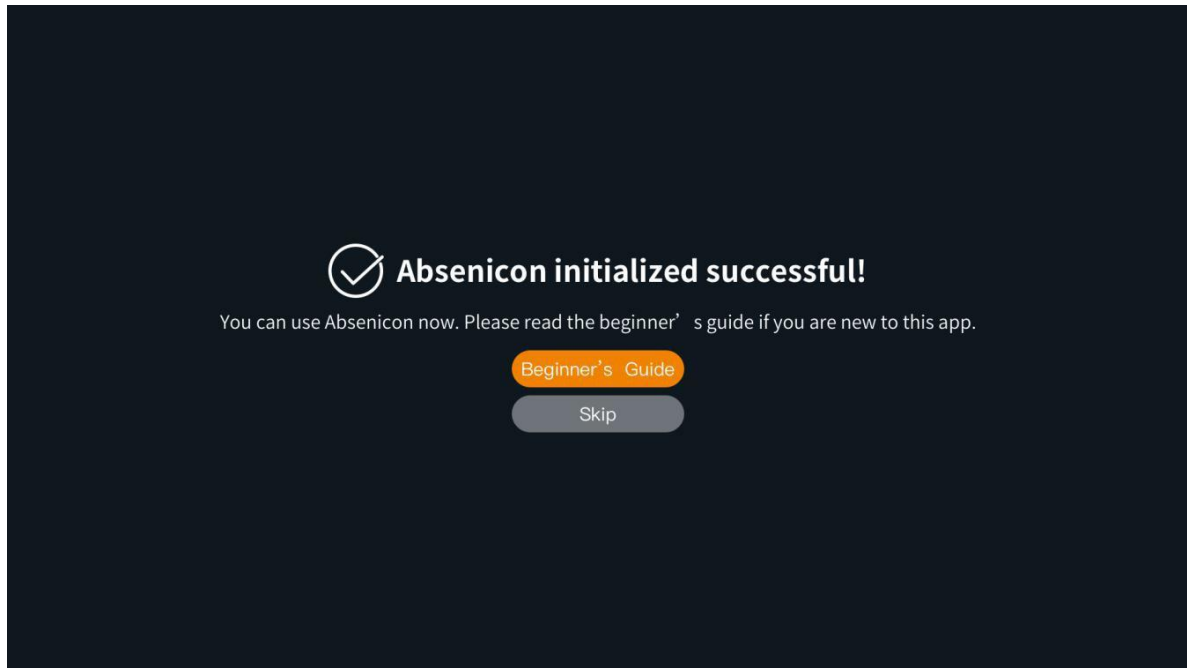 Absenicon initialized successful!
You can use Absenicon now. Please read the beginner’ s guide if you are new to this app.
Beginner’s Guide
Skip